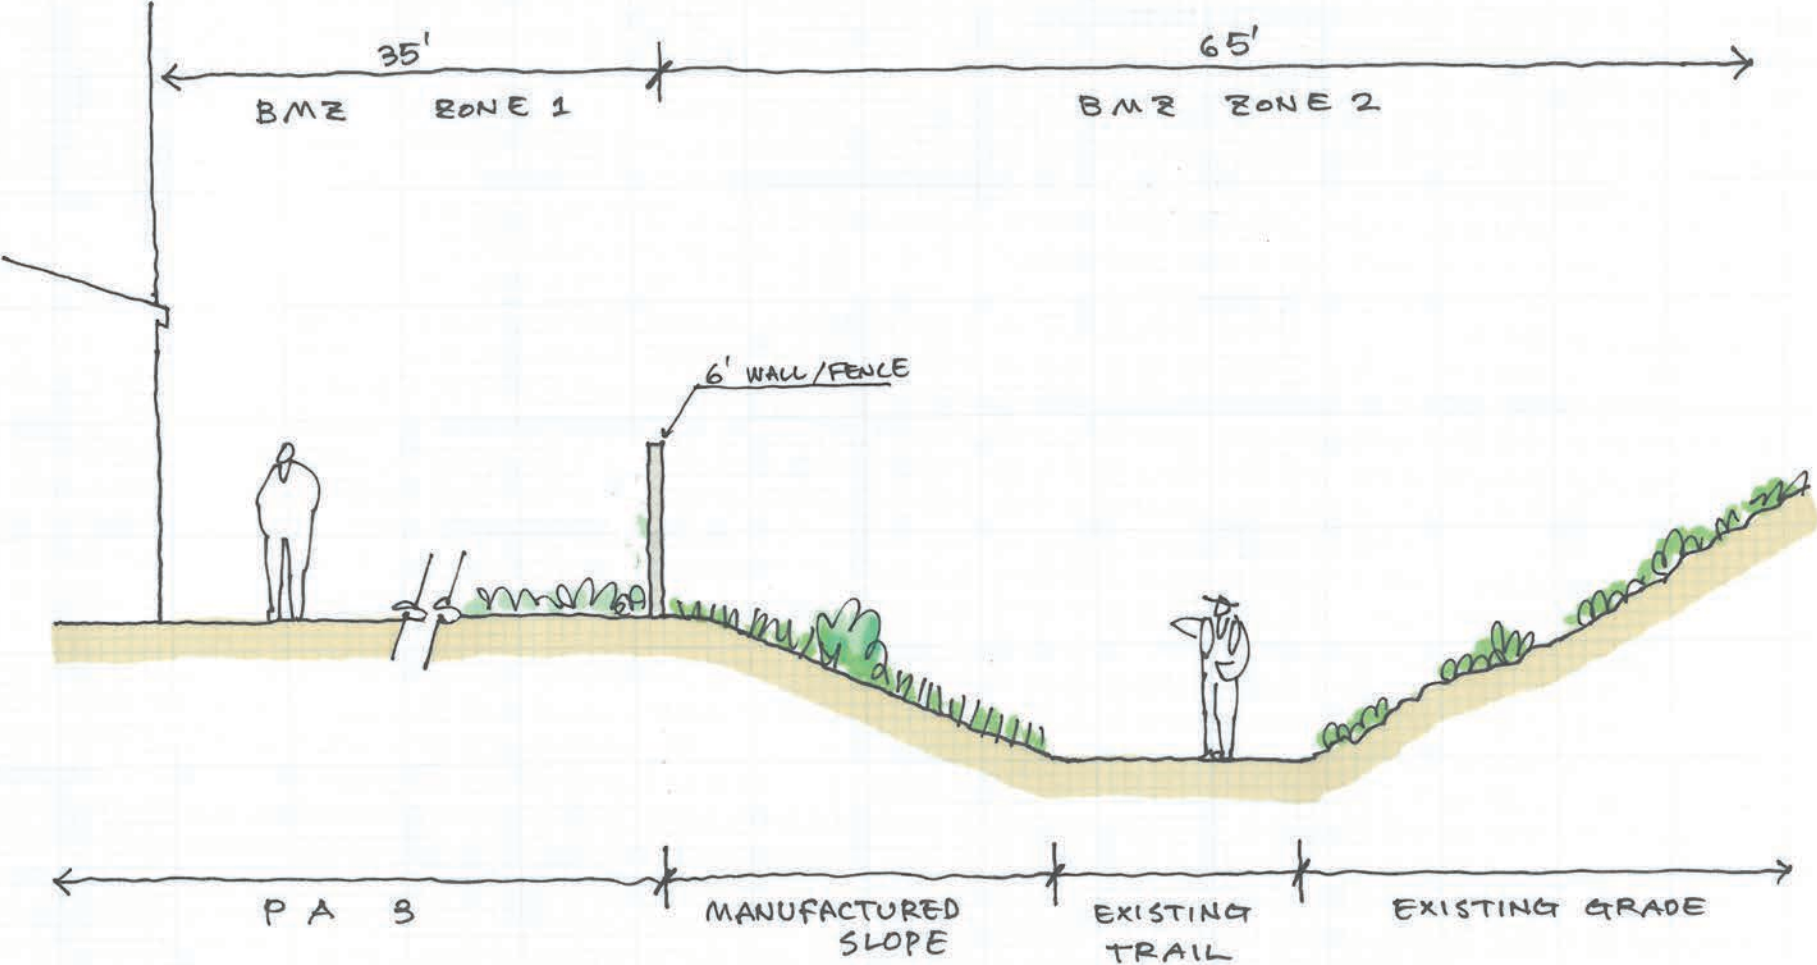 35'
65'
BMZ ZONE 1
BMZ ZONE 2
6' WALL/FENCE
PA 3
MANUFACTURED
SLOPE
EXISTING
TRAIL
EXISTING GRADE